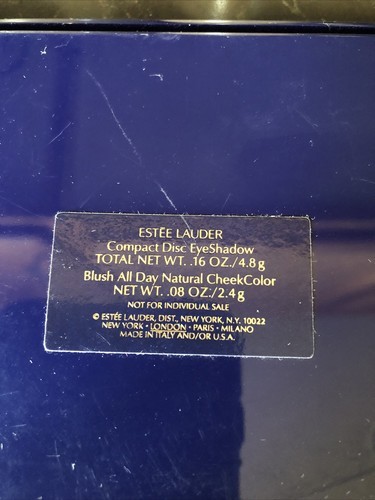 ESTĒE LAUDER
Compact Disc EyeShadow
TOTAL NET WT. .16 OZ./4.8g
Blush All Day Natural CheekColor
NET WT. .08 OZ./2.4g
NOT FOR INDIVIDUAL SALE
© ESTĒE LAUDER, DIST., NEW YORK, N.Y. 10022
NEW YORK • LONDON • PARIS • MILANO
MADE IN ITALY AND/OR U.S.A.